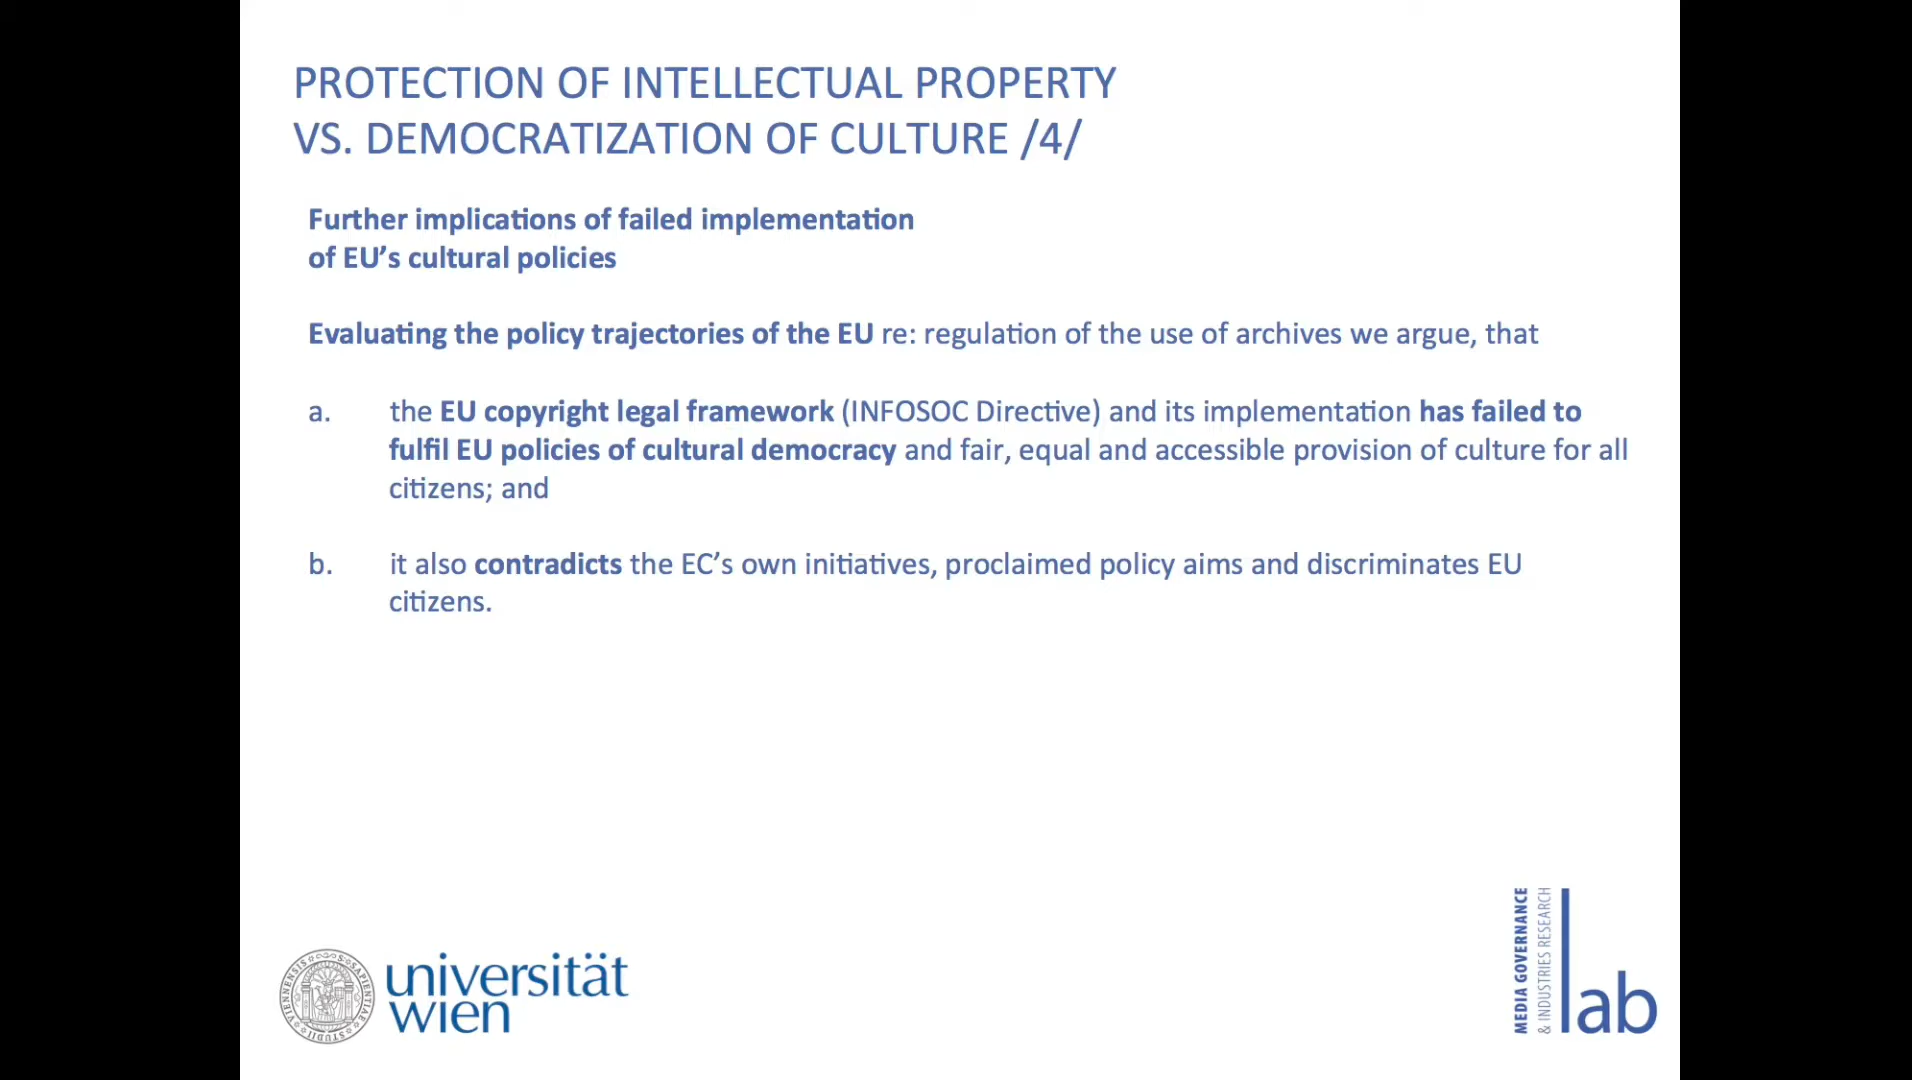 PROTECTION OF INTELLECTUAL PROPERTY
VS. DEMOCRATIZATION OF CULTURE /4/
Further implications of failed implementation
of EU’s cultural policies
Evaluating the policy trajectories of the EU re: regulation of the use of archives we argue, that
a. the EU copyright legal framework (INFOSOC Directive) and its implementation has failed to
fulfil EU policies of cultural democracy and fair, equal and accessible provision of culture for all
citizens; and
b. it also contradicts the EC’s own initiatives, proclaimed policy aims and discriminates EU
citizens.
STUDII VIENNENSIS SAPIENTIAE
universität
wien
MEDIA GOVERNANCE
& INDUSTRIES RESEARCH
lab